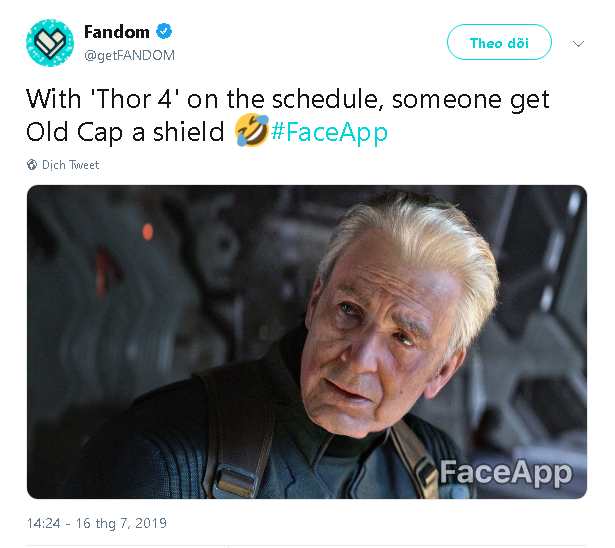 Fandom
@getFANDOM
Theo dõi
With 'Thor 4' on the schedule, someone get
Old Cap a shield 🤣#FaceApp
Dịch Tweet
FaceApp
14:24 - 16 thg 7, 2019